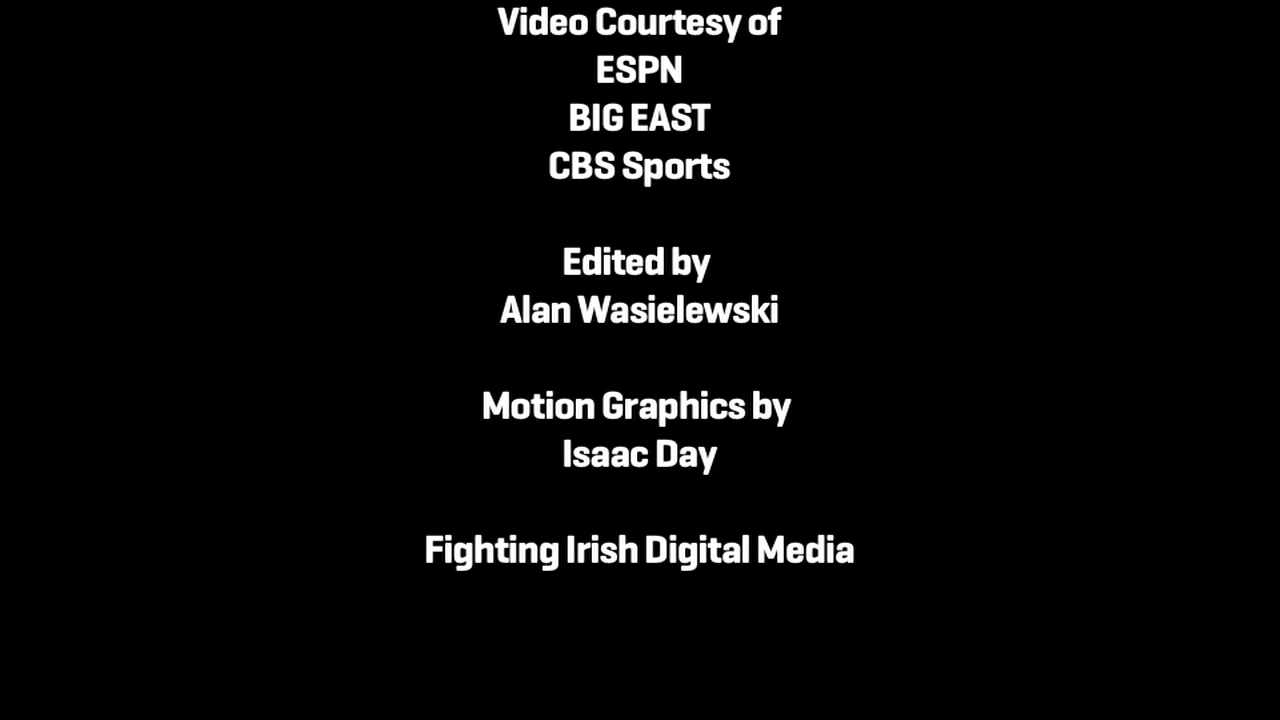 Video Courtesy of
ESPN
BIG EAST
CBS Sports
Edited by
Alan Wasielewski
Motion Graphics by
Isaac Day
Fighting Irish Digital Media